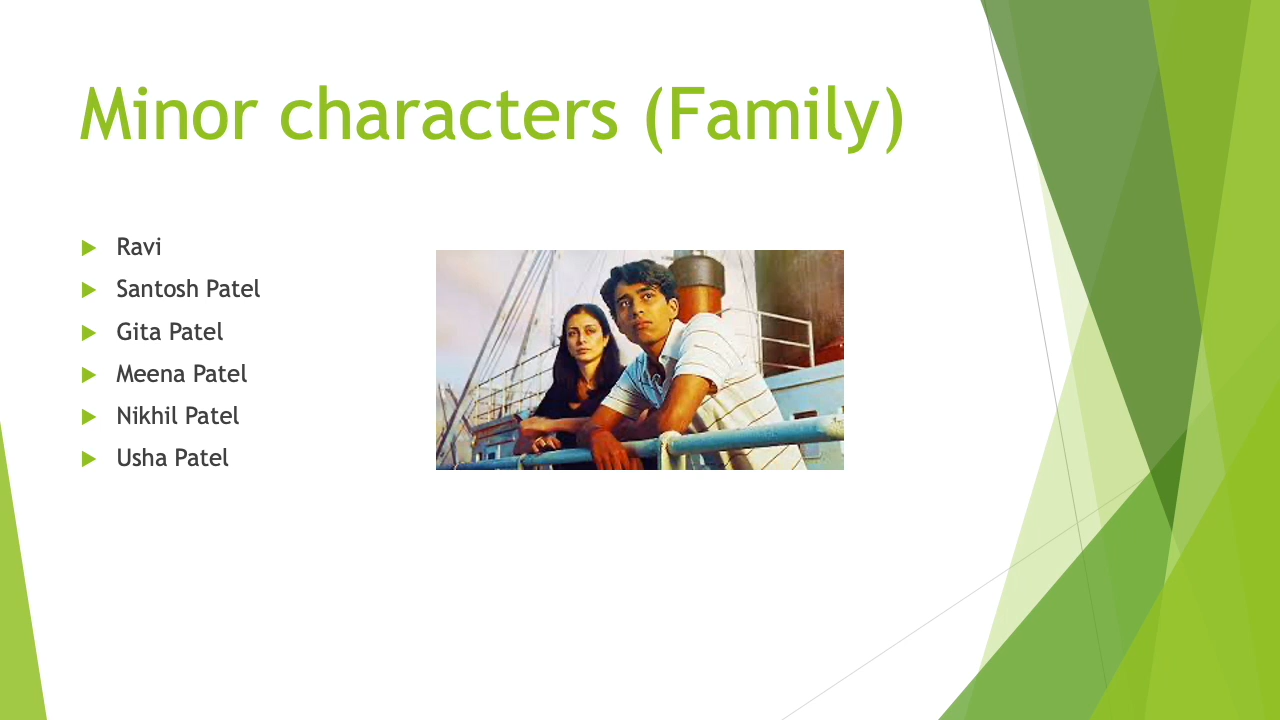 Minor characters (Family)
Ravi
Santosh Patel
Gita Patel
Meena Patel
Nikhil Patel
Usha Patel